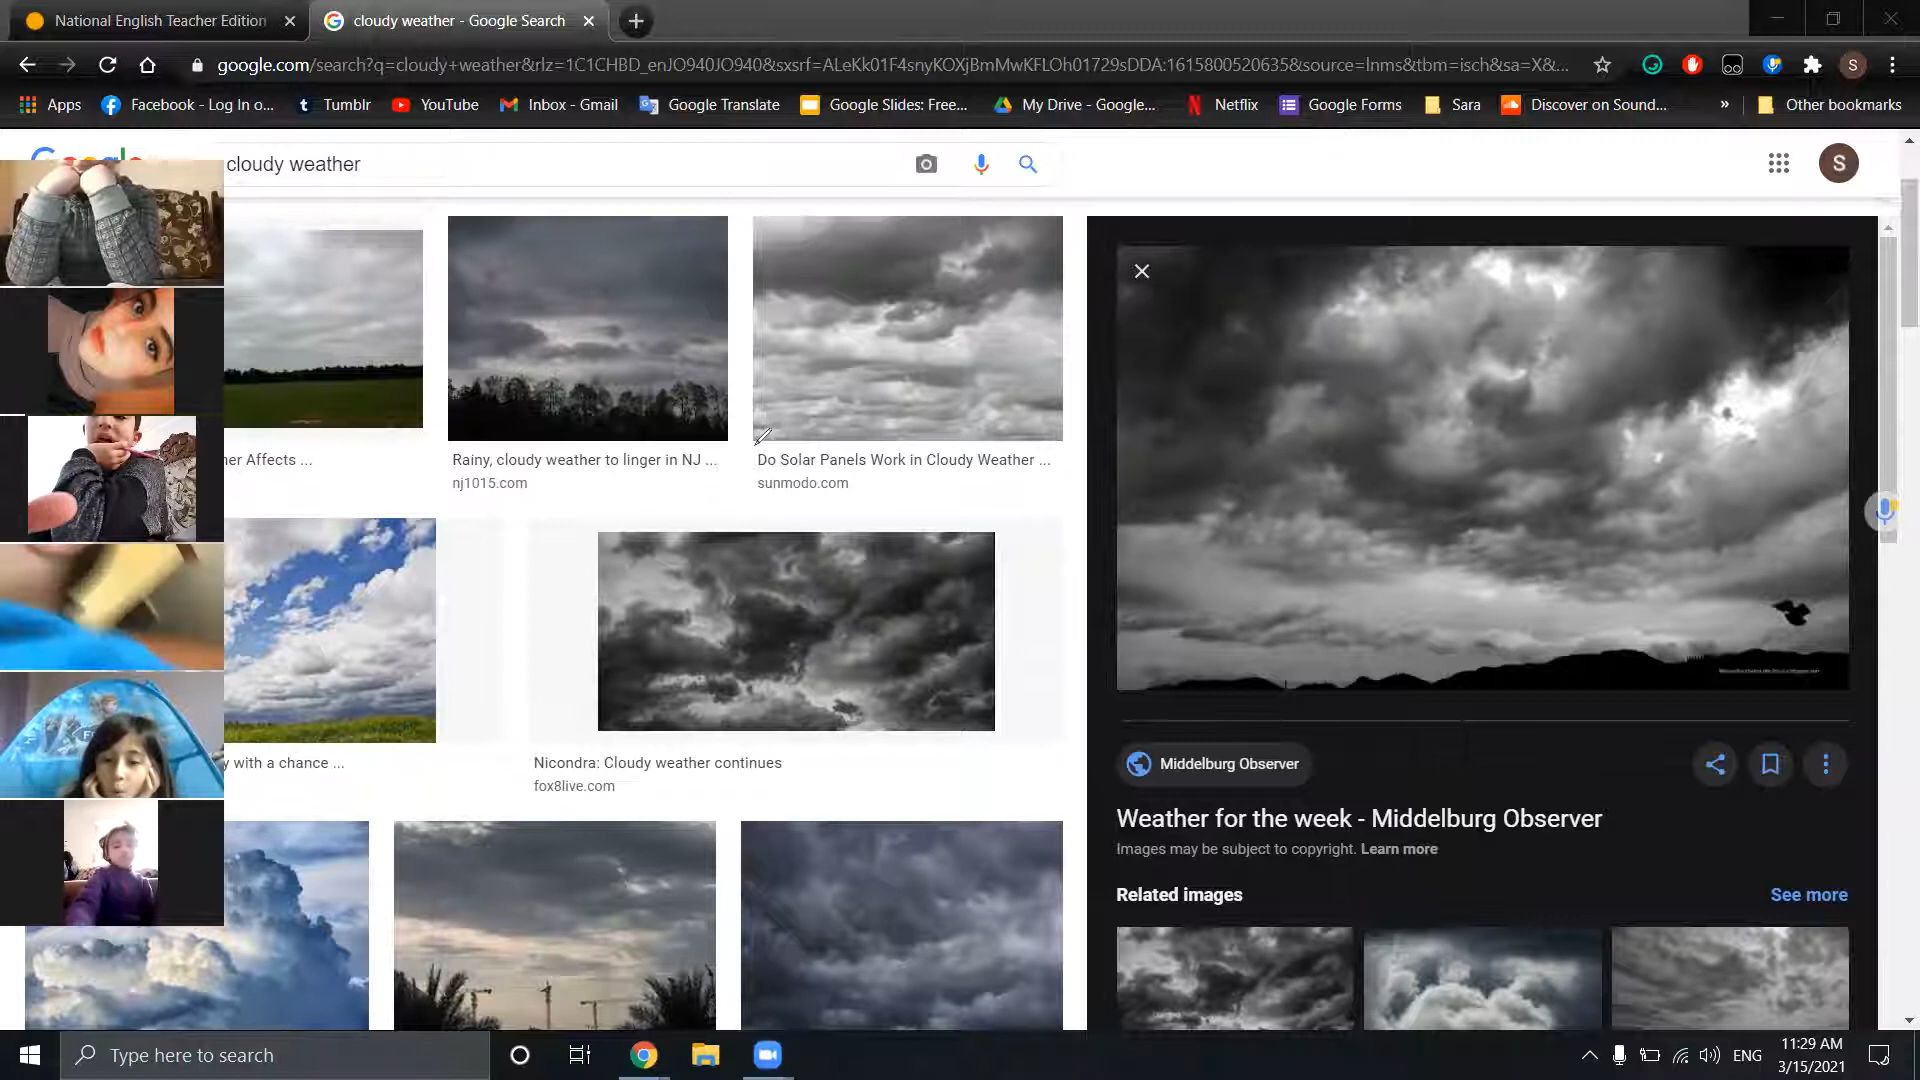 National English Teacher Edition
cloudy weather - Google Search
google.com/search?q=cloudy+weather&rlz=1C1CHBD_enJO940JO940&sxsrf=ALeKk01F4snyKOXjBmMwKFLOh01729sDDA:1615800520635&source=lnms&tbm=isch&sa=X&...
S
Apps
Facebook - Log In o...
Tumblr
YouTube
Inbox - Gmail
Google Translate
Google Slides: Free...
My Drive - Google...
Netflix
Google Forms
Sara
Discover on Sound...
»
Other bookmarks
cloudy weather
S
her Affects ...
Rainy, cloudy weather to linger in NJ ...
nj1015.com
Do Solar Panels Work in Cloudy Weather ...
sunmodo.com
y with a chance ...
Nicondra: Cloudy weather continues
fox8live.com
Middelburg Observer
Weather for the week - Middelburg Observer
Images may be subject to copyright. Learn more
Related images
See more
Type here to search
ENG
11:29 AM
3/15/2021